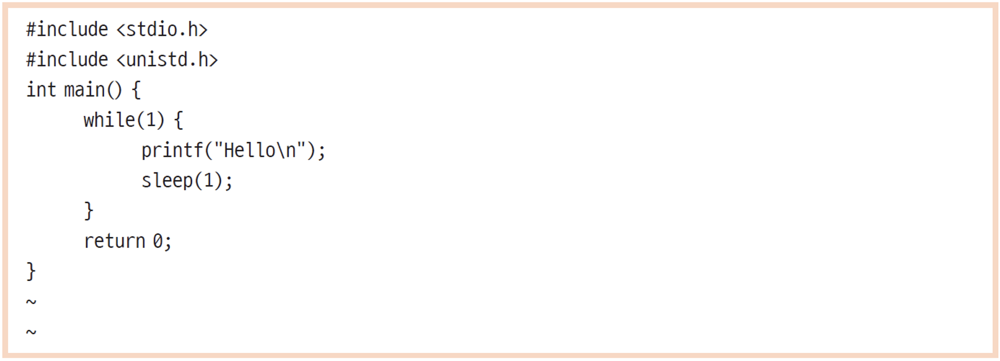 #include <stdio.h>
#include <unistd.h>
int main() {
      while(1) {
            printf("Hello\n");
            sleep(1);
      }
      return 0;
}
~
~